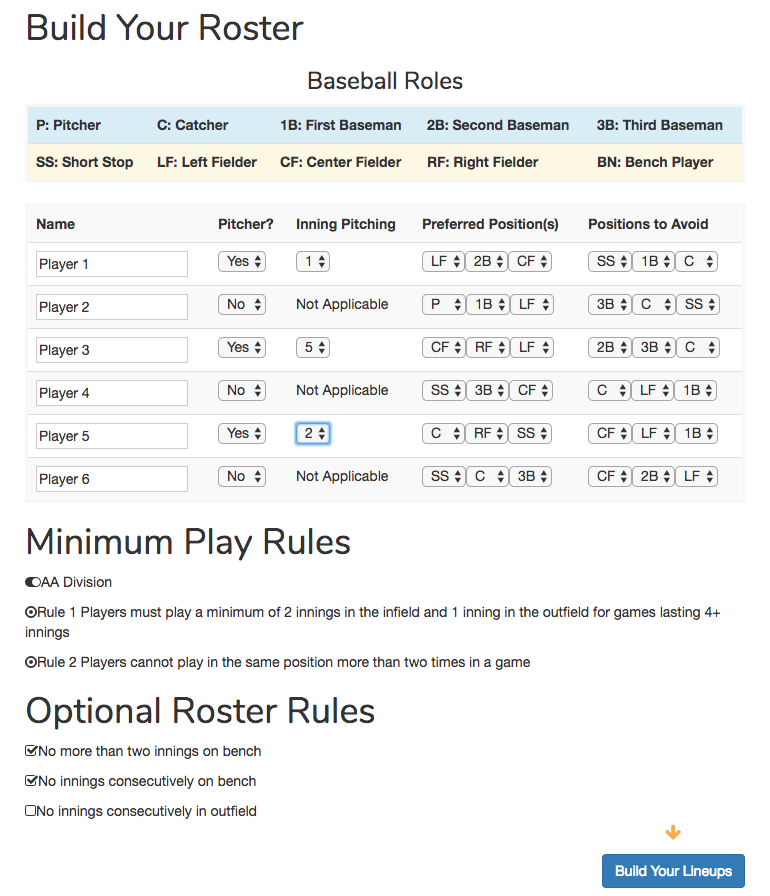 Build Your Roster
Baseball Roles
P: Pitcher C: Catcher 1B: First Baseman 2B: Second Baseman 3B: Third Baseman
SS: Short Stop LF: Left Fielder CF: Center Fielder RF: Right Fielder BN: Bench Player
Name Pitcher? Inning Pitching Preferred Position(s) Positions to Avoid
Player 1 Yes 1 LF 2B CF SS 1B C
Player 2 No Not Applicable P 1B LF 3B C SS
Player 3 Yes 5 CF RF LF 2B 3B C
Player 4 No Not Applicable SS 3B CF C LF 1B
Player 5 Yes 2 C RF SS CF LF 1B
Player 6 No Not Applicable SS C 3B CF 2B LF
Minimum Play Rules
AA Division
Rule 1 Players must play a minimum of 2 innings in the infield and 1 inning in the outfield for games lasting 4+
innings
Rule 2 Players cannot play in the same position more than two times in a game
Optional Roster Rules
No more than two innings on bench
No innings consecutively on bench
No innings consecutively in outfield
Build Your Lineups